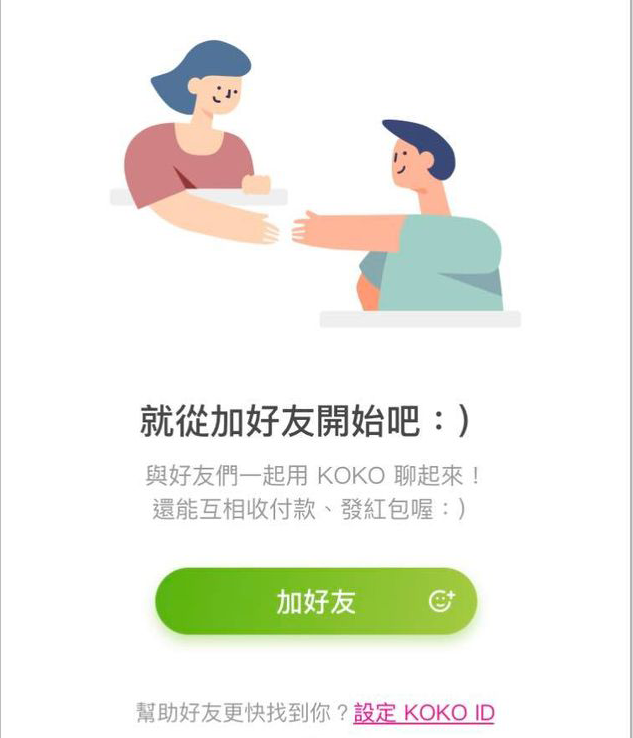 就從加好友開始吧：）
與好友們一起用 KOKO 聊起來！
還能互相收付款、發紅包喔：）
加好友
幫助好友更快找到你？設定 KOKO ID